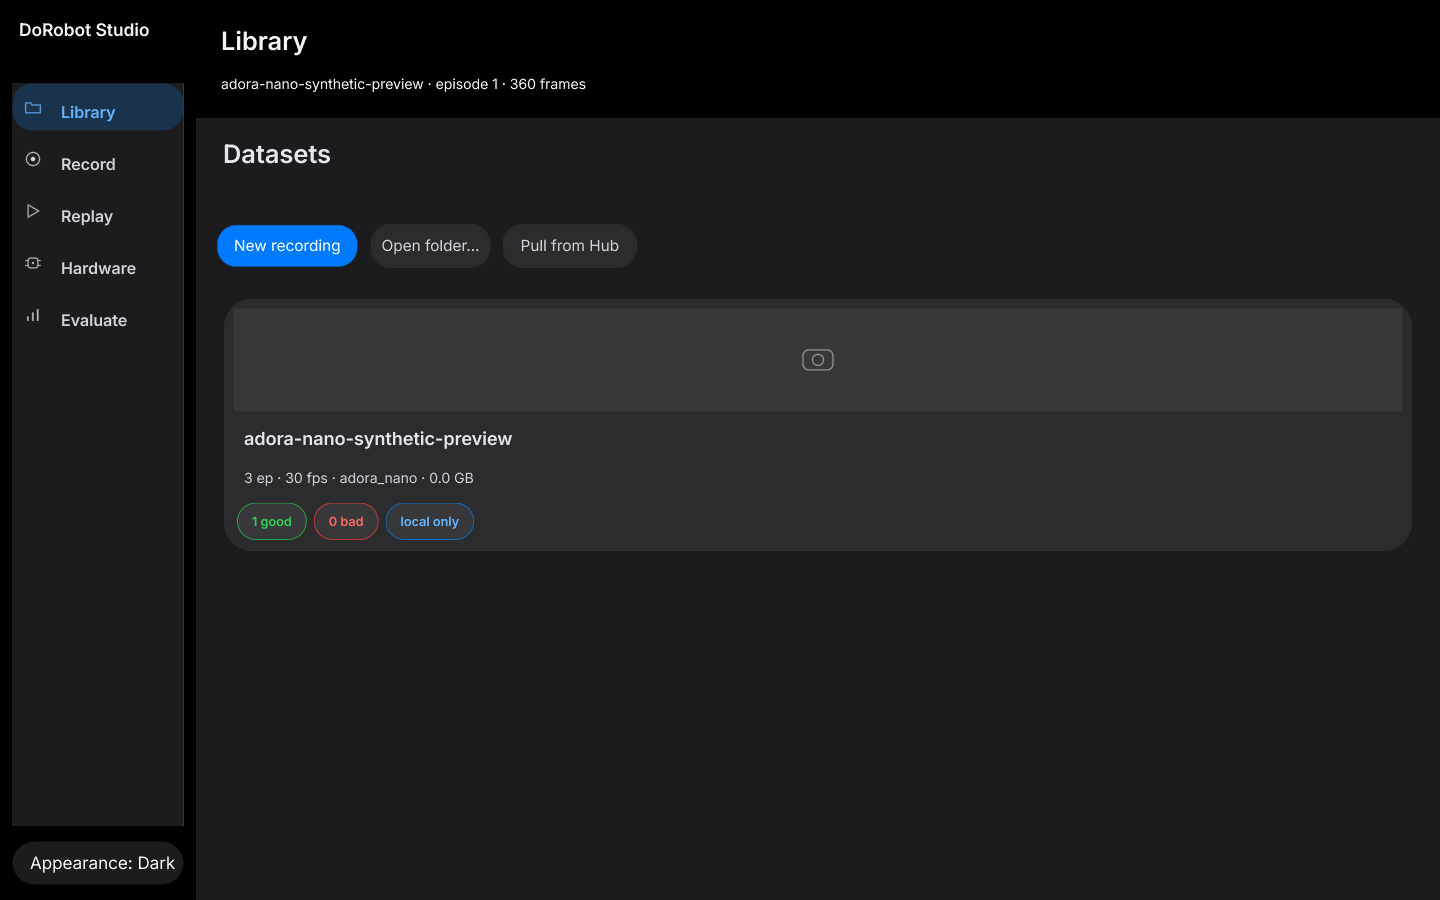 DoRobot Studio
Library
Record
Replay
Hardware
Evaluate
Appearance: Dark
Library
adora-nano-synthetic-preview · episode 1 · 360 frames
Datasets
New recording
Open folder...
Pull from Hub
adora-nano-synthetic-preview
3 ep · 30 fps · adora_nano · 0.0 GB
1 good
0 bad
local only